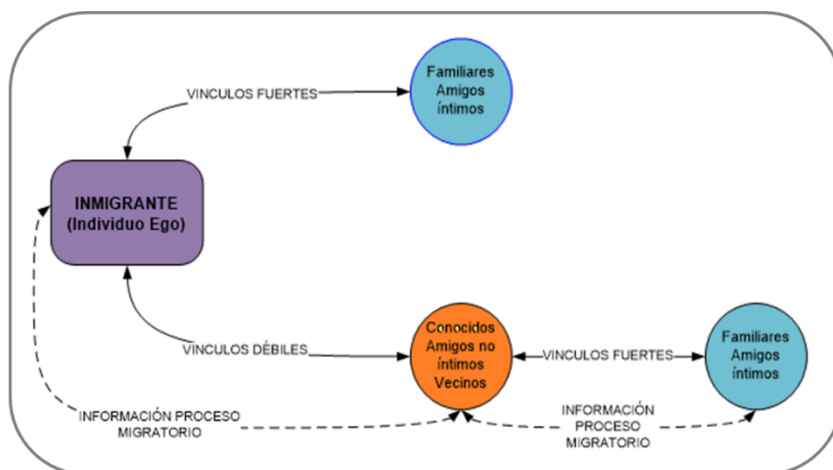 Familiares
Amigos
íntimos
VINCULOS FUERTES
INMIGRANTE
(Individuo Ego)
Conocidos
Amigos no
íntimos
Vecinos
VINCULOS DÉBILES
VINCULOS FUERTES
Familiares
Amigos
íntimos
INFORMACIÓN PROCESO
MIGRATORIO
INFORMACIÓN
PROCESO
MIGRATORIO